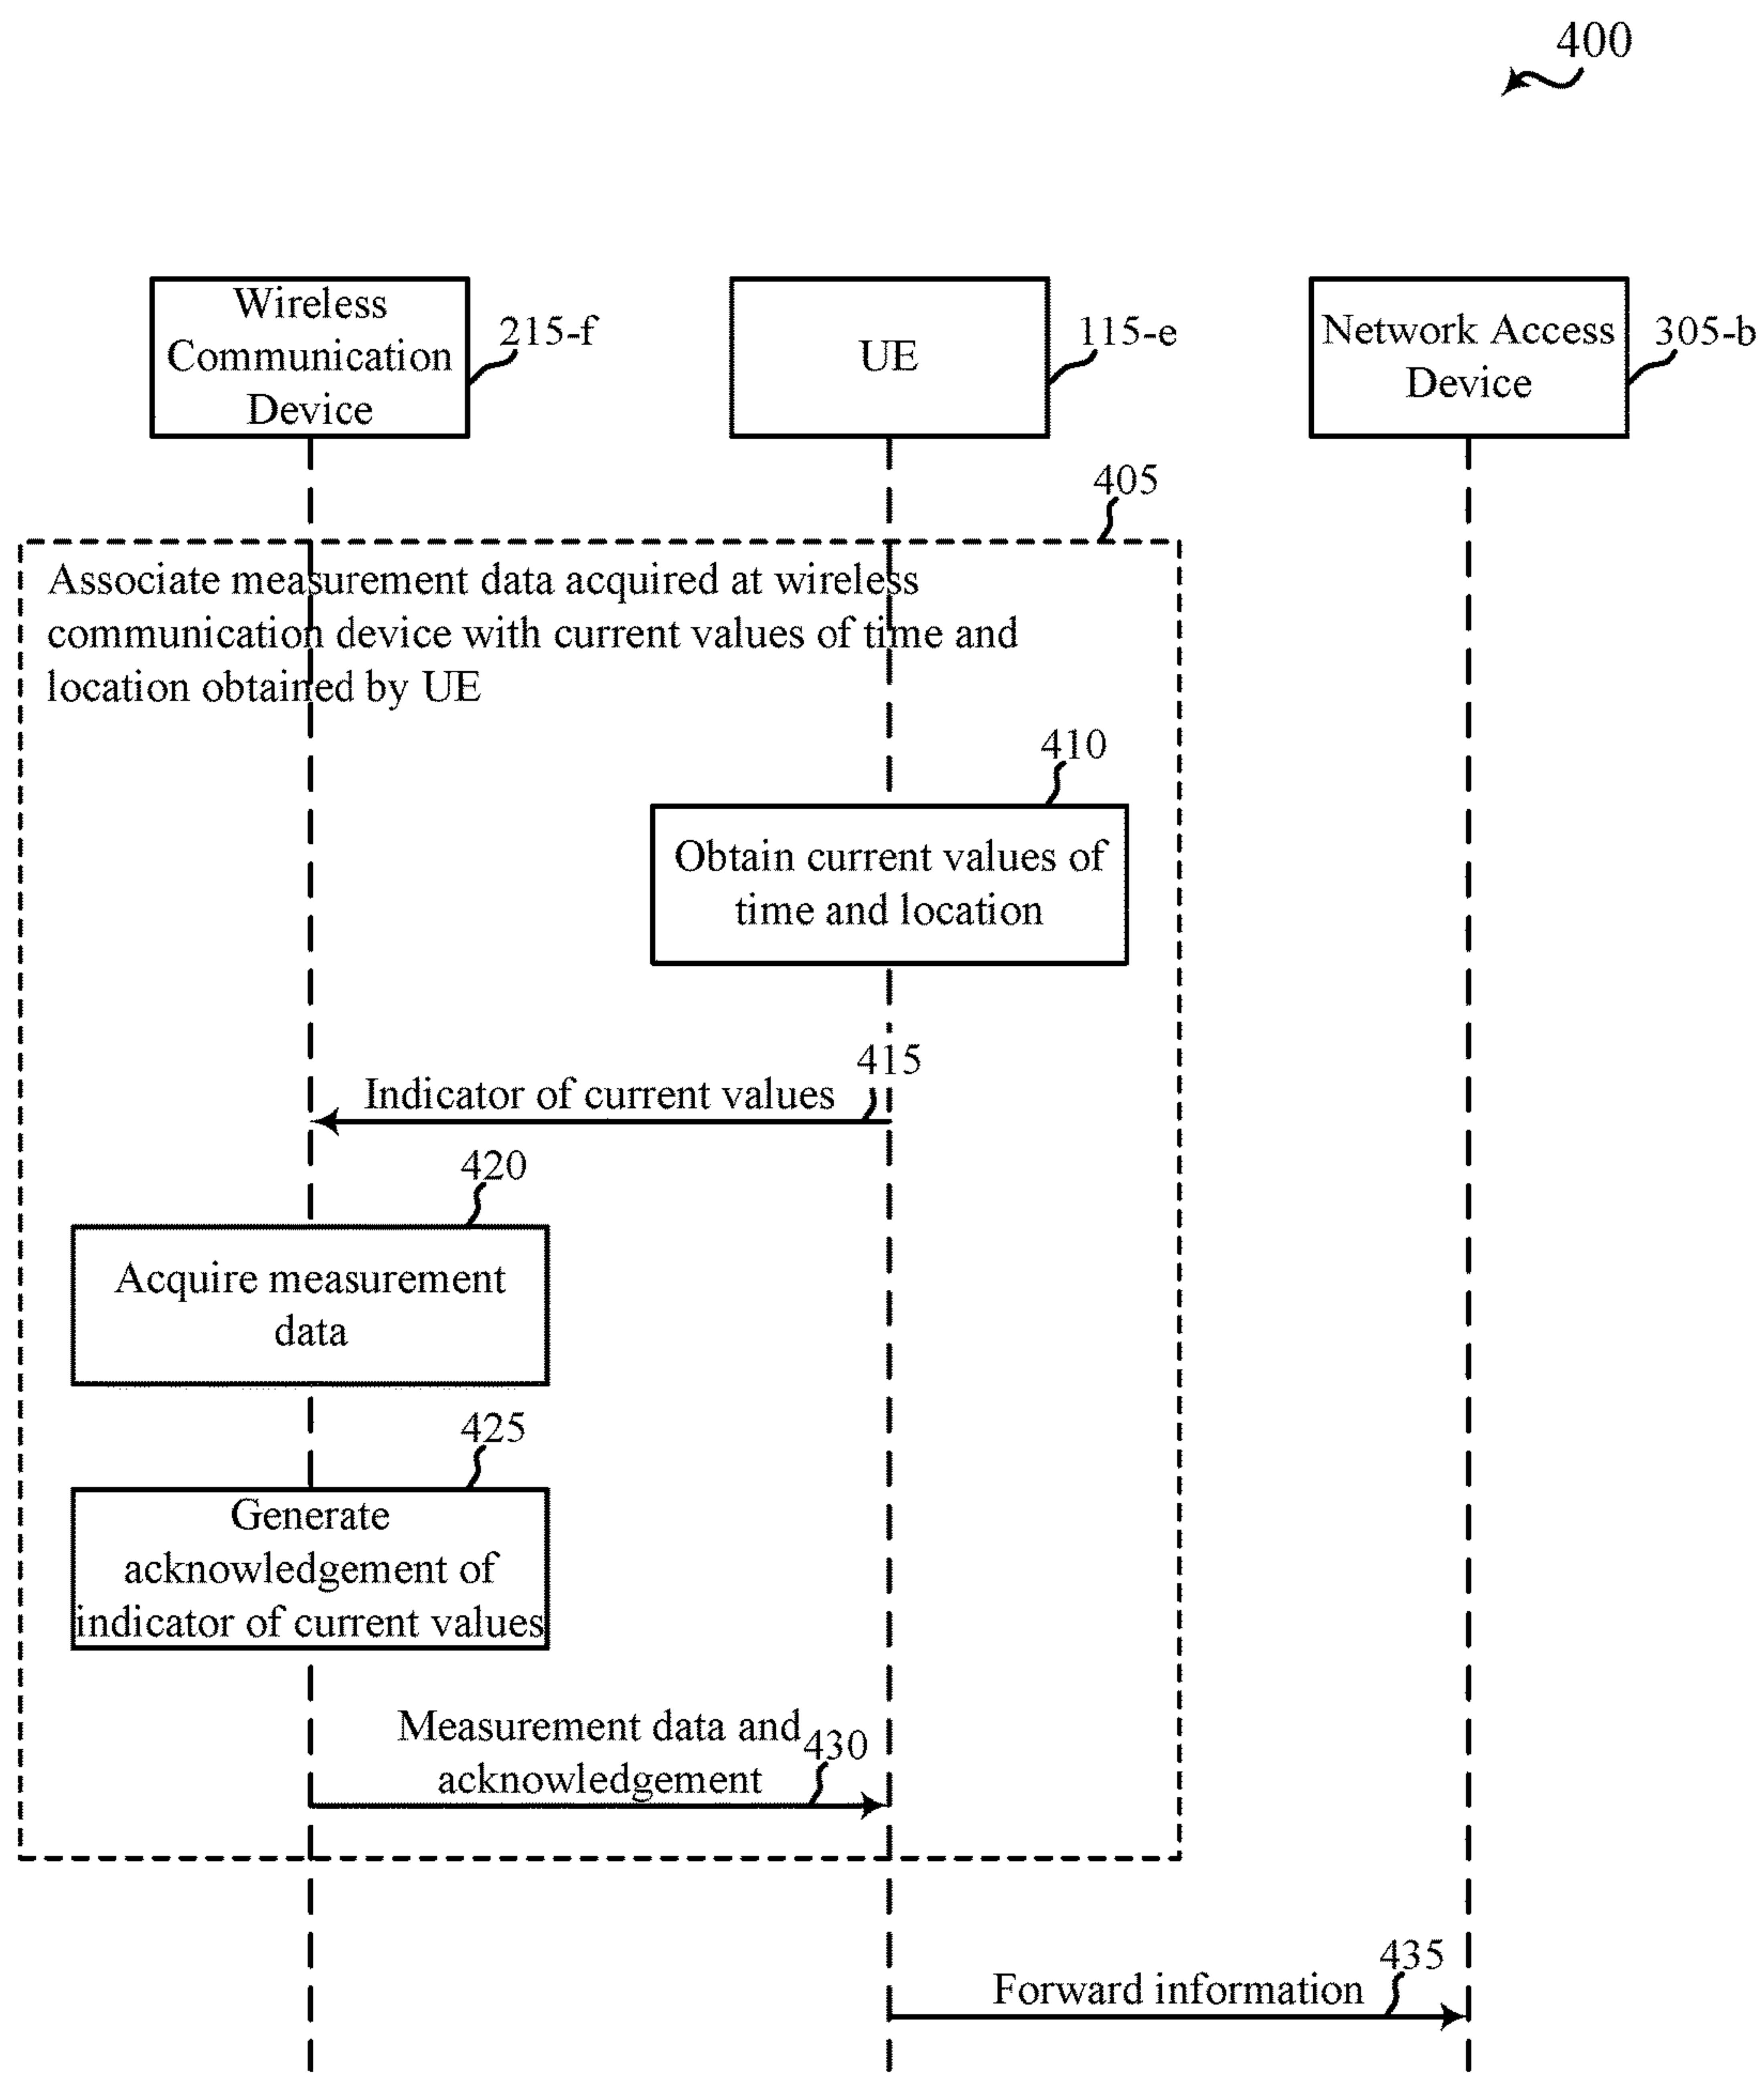 400
Wireless
Communication
Device
215-f
UE
115-e
Network Access
Device
305-b
405
Associate measurement data acquired at wireless
communication device with current values of time and
location obtained by UE
410
Obtain current values of
time and location
415
Indicator of current values
420
Acquire measurement
data
425
Generate
acknowledgement of
indicator of current values
Measurement data and
acknowledgement
430
435
Forward information